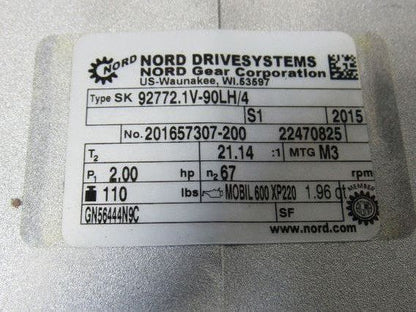 NORD NORD DRIVESYSTEMS
NORD Gear Corporation
US-Waunakee, WI.53597
Type SK 92772.1V-90LH/4
S1 2015
No. 201657307-200 22470825
T2 21.14 :1 MTG M3
P1 2.00 hp n2 67 rpm
110 lbs MOBIL 600 XP220 1.96 qt
GN56444N9C SF
MEMBER
www.nord.com